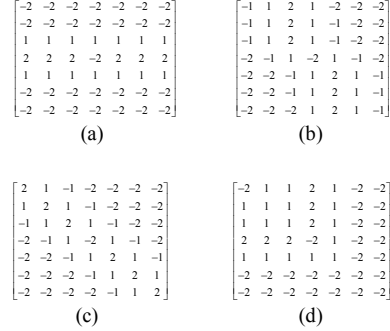 −2 −2 −2 −2 −2 −2 −2
−2 −2 −2 −2 −2 −2 −2
1 1 1 1 1 1 1
2 2 2 −2 2 2 2
1 1 1 1 1 1 1
−2 −2 −2 −2 −2 −2 −2
−2 −2 −2 −2 −2 −2 −2
(a)
−1 1 2 1 −2 −2 −2
−1 1 2 1 −1 −2 −2
−1 1 2 1 −1 −2 −2
−2 −1 1 −2 1 −1 −2
−2 −2 −1 1 2 1 −1
−2 −2 −1 1 2 1 −1
−2 −2 −2 1 2 1 −1
(b)
2 1 −1 −2 −2 −2 −2
1 2 1 −1 −2 −2 −2
−1 1 2 1 −1 −2 −2
−2 −1 1 −2 1 −1 −2
−2 −2 −1 1 2 1 −1
−2 −2 −2 −1 1 2 1
−2 −2 −2 −2 −1 1 2
(c)
−2 1 1 2 1 −2 −2
1 1 1 2 1 −2 −2
1 1 1 2 1 −2 −2
2 2 2 −2 1 −2 −2
1 1 1 1 1 −2 −2
−2 −2 −2 −2 −2 −2 −2
−2 −2 −2 −2 −2 −2 −2
(d)